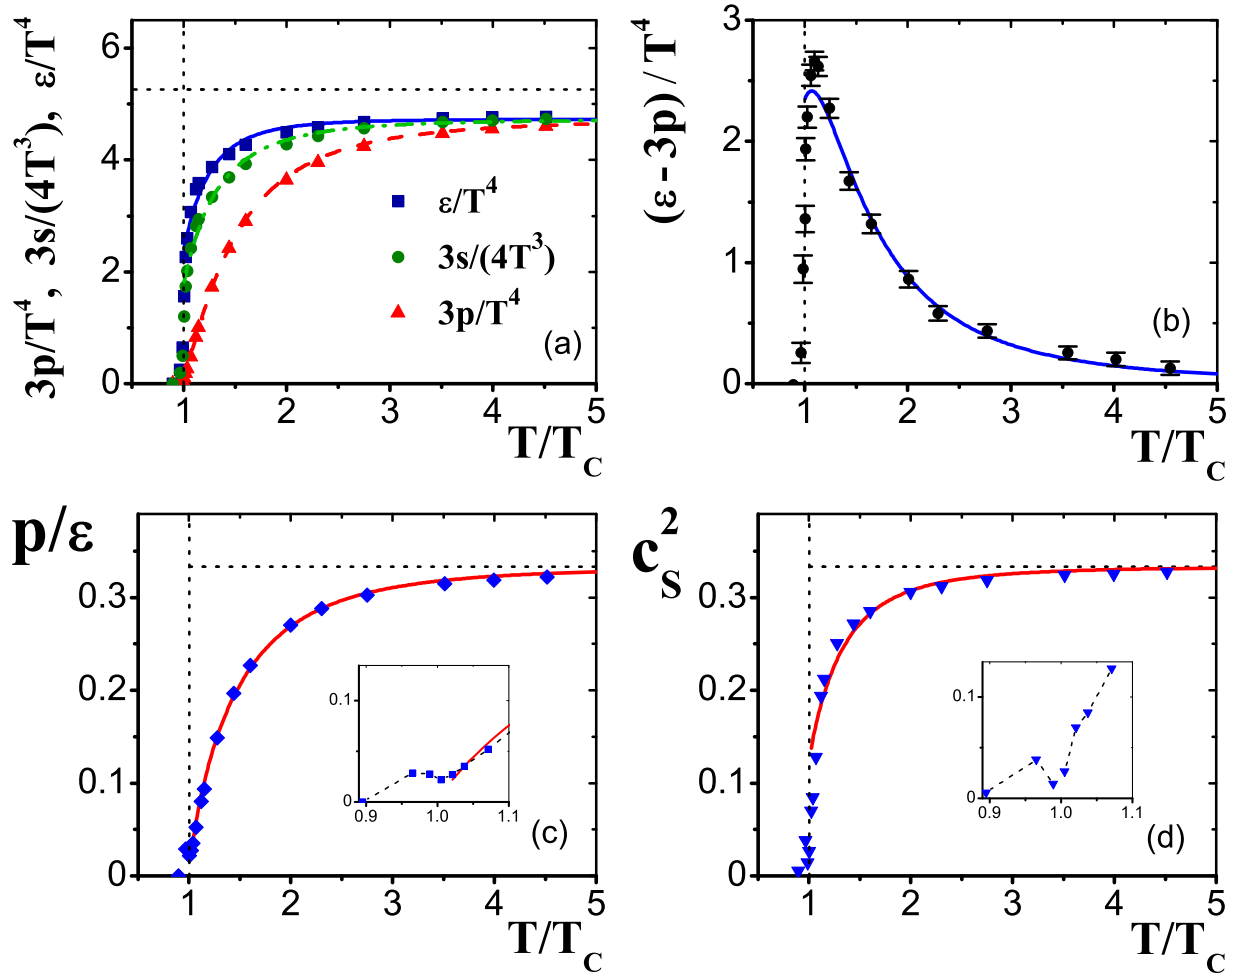 3p/T⁴, 3s/(4T³), ε/T⁴
6
4
2
0
1 2 3 4 5
T/T_C
ε/T⁴
3s/(4T³)
3p/T⁴
(a)
(ε-3p)/T⁴
3
2
1
0
1 2 3 4 5
T/T_C
(b)
p/ε
0.3
0.2
0.1
0
1 2 3 4 5
T/T_C
0.1
0
0.9 1.0 1.1
(c)
c_S²
0.3
0.2
0.1
0
1 2 3 4 5
T/T_C
0.1
0
0.9 1.0 1.1
(d)